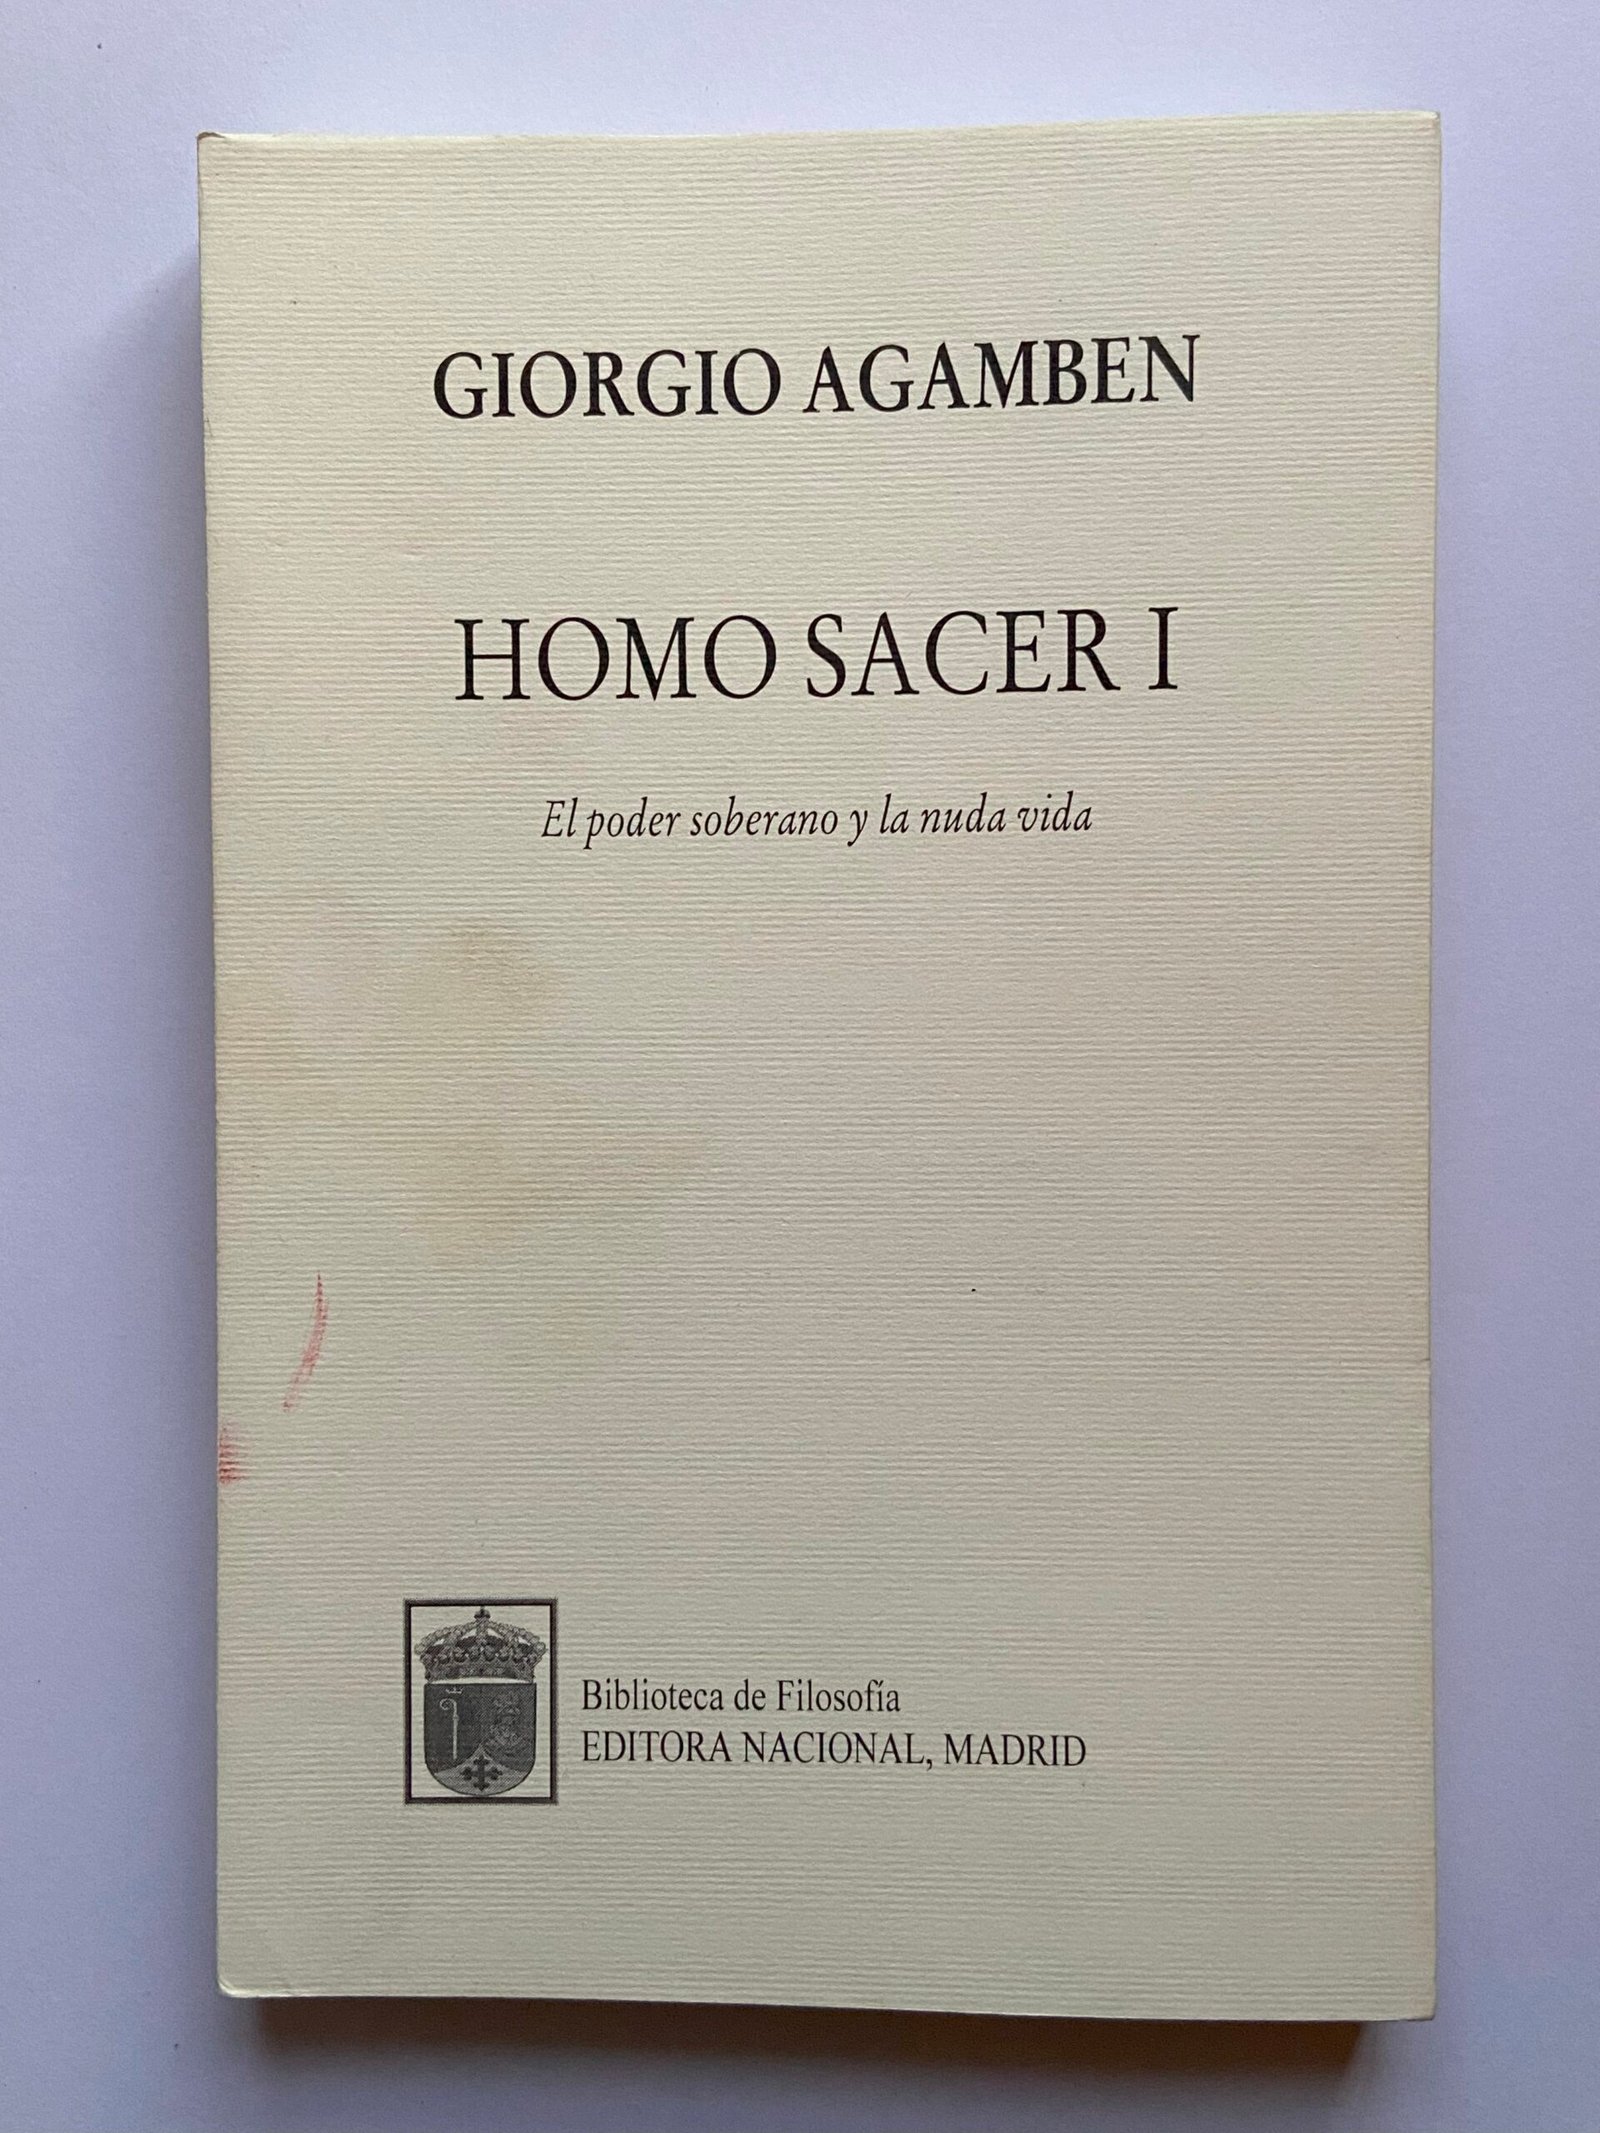 GIORGIO AGAMBEN
HOMO SACER I
El poder soberano y la nuda vida
Biblioteca de Filosofía
EDITORA NACIONAL, MADRID